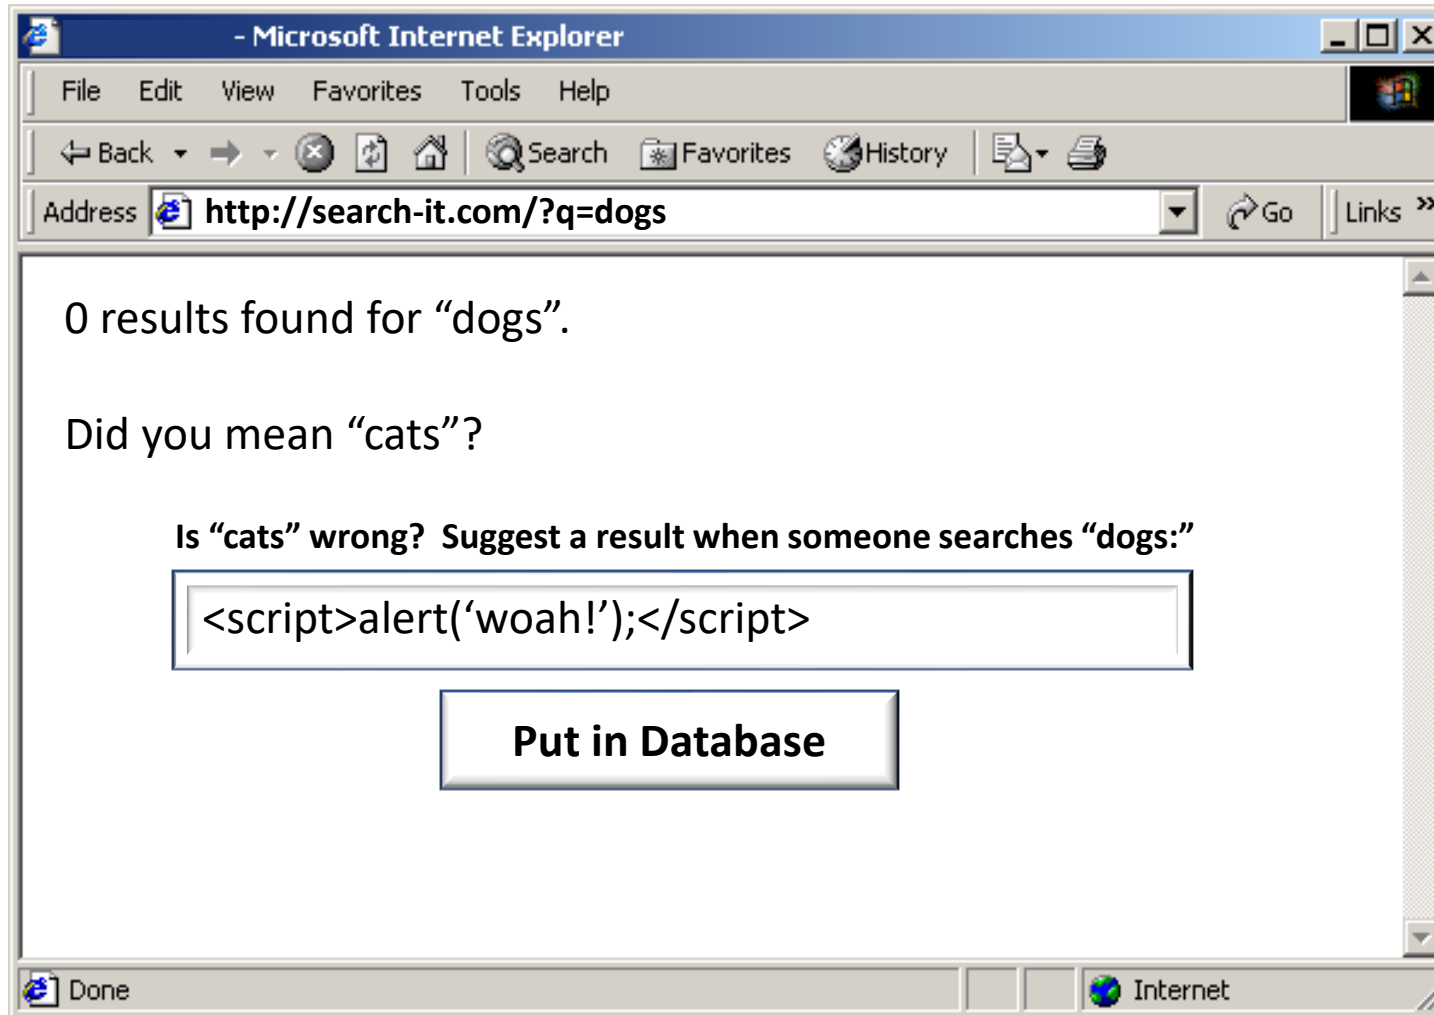 - Microsoft Internet Explorer
File Edit View Favorites Tools Help
Back Search Favorites History
Address http://search-it.com/?q=dogs Go Links »
0 results found for “dogs”.
Did you mean “cats”?
Is “cats” wrong? Suggest a result when someone searches “dogs:”
<script>alert(‘woah!’);</script>
Put in Database
Done Internet